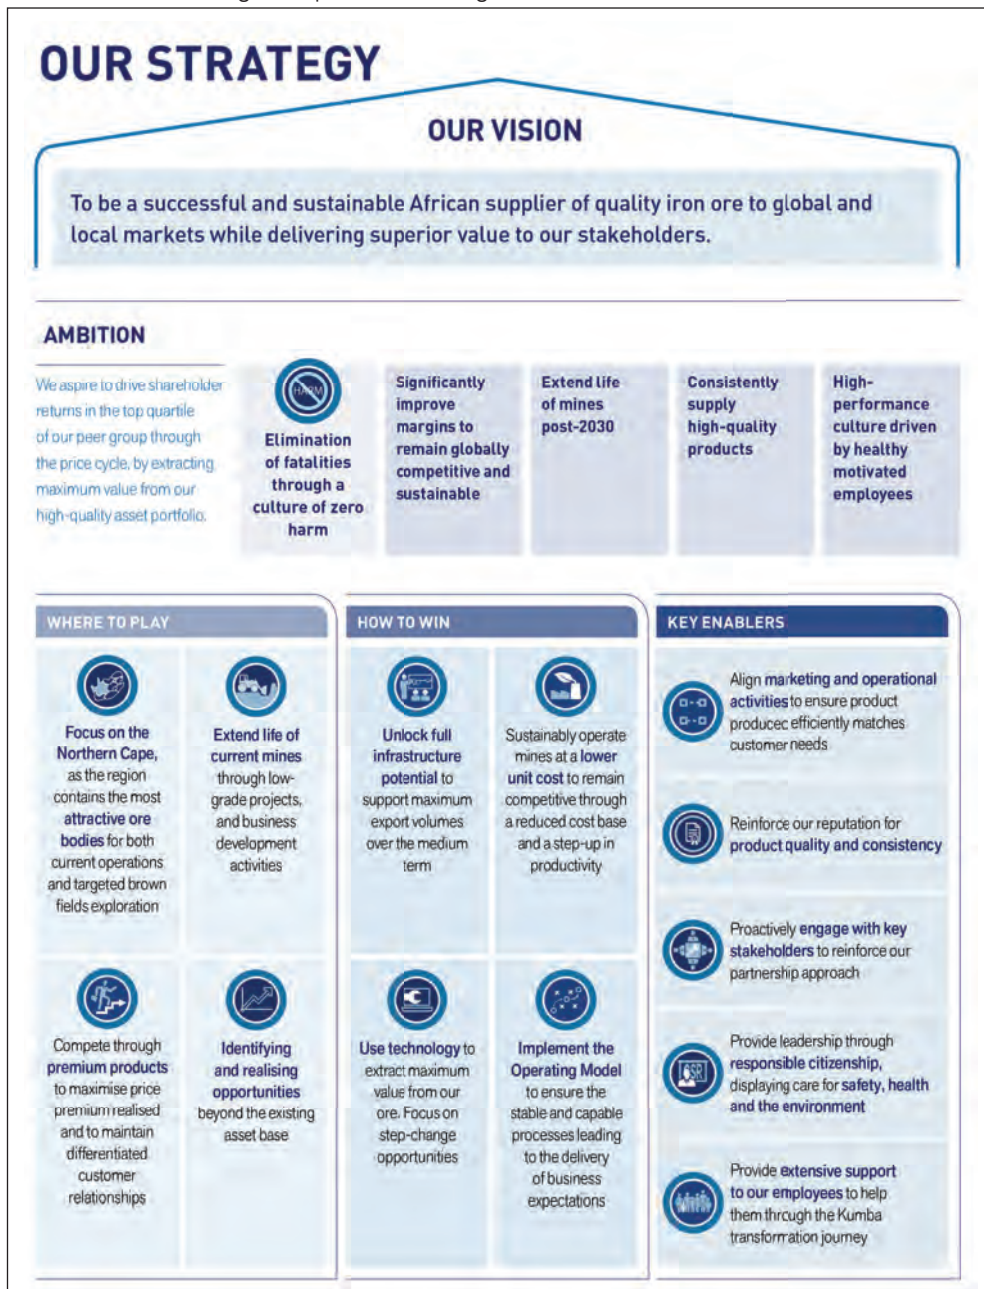 OUR STRATEGY
OUR VISION
To be a successful and sustainable African supplier of quality iron ore to global and
local markets while delivering superior value to our stakeholders.
AMBITION
We aspire to drive shareholder
returns in the top quartile
of our peer group through
the price cycle, by extracting
maximum value from our
high-quality asset portfolio.
HARM
Elimination
of fatalities
through a
culture of zero
harm
Significantly
improve
margins to
remain globally
competitive and
sustainable
Extend life
of mines
post-2030
Consistently
supply
high-quality
products
High-
performance
culture driven
by healthy
motivated
employees
WHERE TO PLAY
Focus on the
Northern Cape,
as the region
contains the most
attractive ore
bodies for both
current operations
and targeted brown
fields exploration
Extend life of
current mines
through low-
grade projects,
and business
development
activities
Compete through
premium products
to maximise price
premium realised
and to maintain
differentiated
customer
relationships
Identifying
and realising
opportunities
beyond the existing
asset base
HOW TO WIN
Unlock full
infrastructure
potential to
support maximum
export volumes
over the medium
term
Sustainably operate
mines at a lower
unit cost to remain
competitive through
a reduced cost base
and a step-up in
productivity
Use technology to
extract maximum
value from our
ore. Focus on
step-change
opportunities
Implement the
Operating Model
to ensure the
stable and capable
processes leading
to the delivery
of business
expectations
KEY ENABLERS
Align marketing and operational
activities to ensure product
produced efficiently matches
customer needs
Reinforce our reputation for
product quality and consistency
Proactively engage with key
stakeholders to reinforce our
partnership approach
CSR
Provide leadership through
responsible citizenship,
displaying care for safety, health
and the environment
Provide extensive support
to our employees to help
them through the Kumba
transformation journey